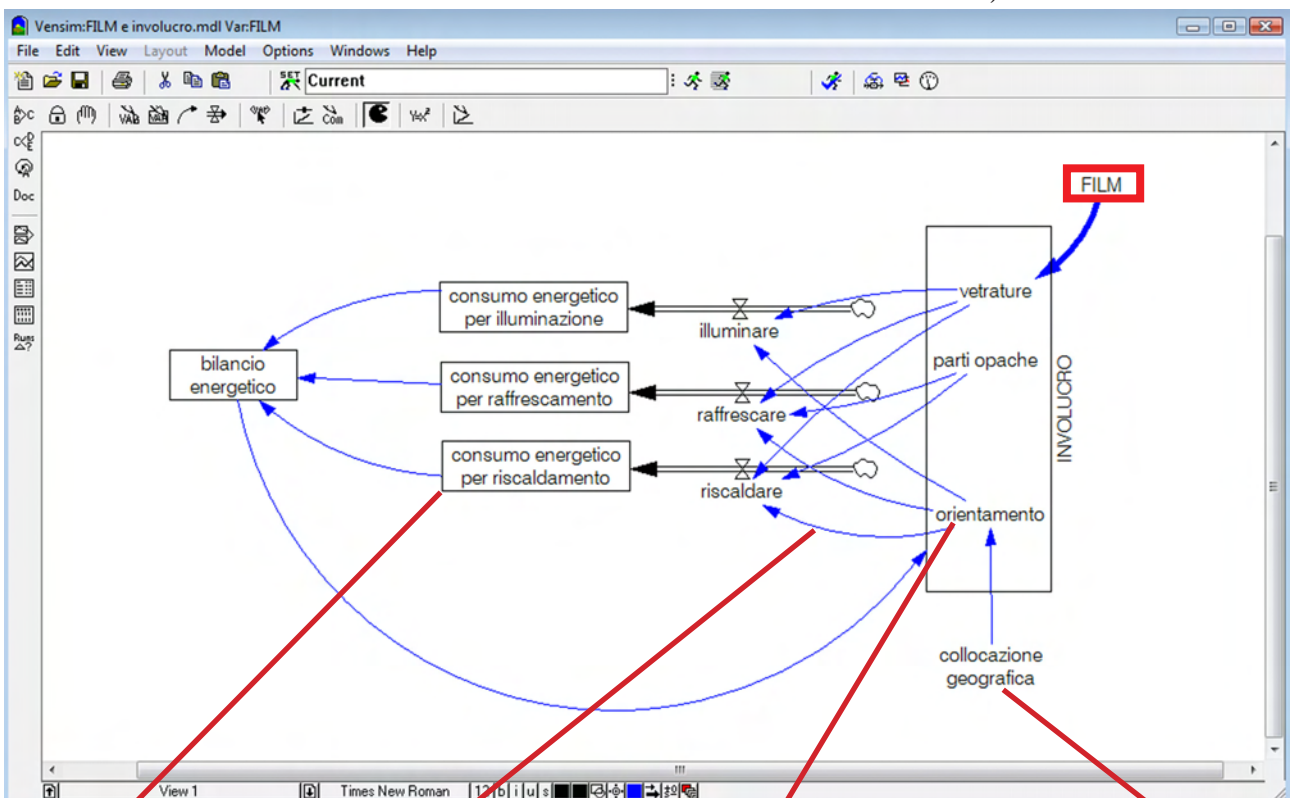 Vensim:FILM e involucro.mdl Var:FILM
File Edit View Layout Model Options Windows Help
SET Current
Doc
Runs
FILM
vetrature
consumo energetico
per illuminazione
illuminare
parti opache
INVOLUCRO
bilancio
energetico
consumo energetico
per raffrescamento
raffrescare
consumo energetico
per riscaldamento
riscaldare
orientamento
collocazione
geografica
View 1 Times New Roman 12 b i u s